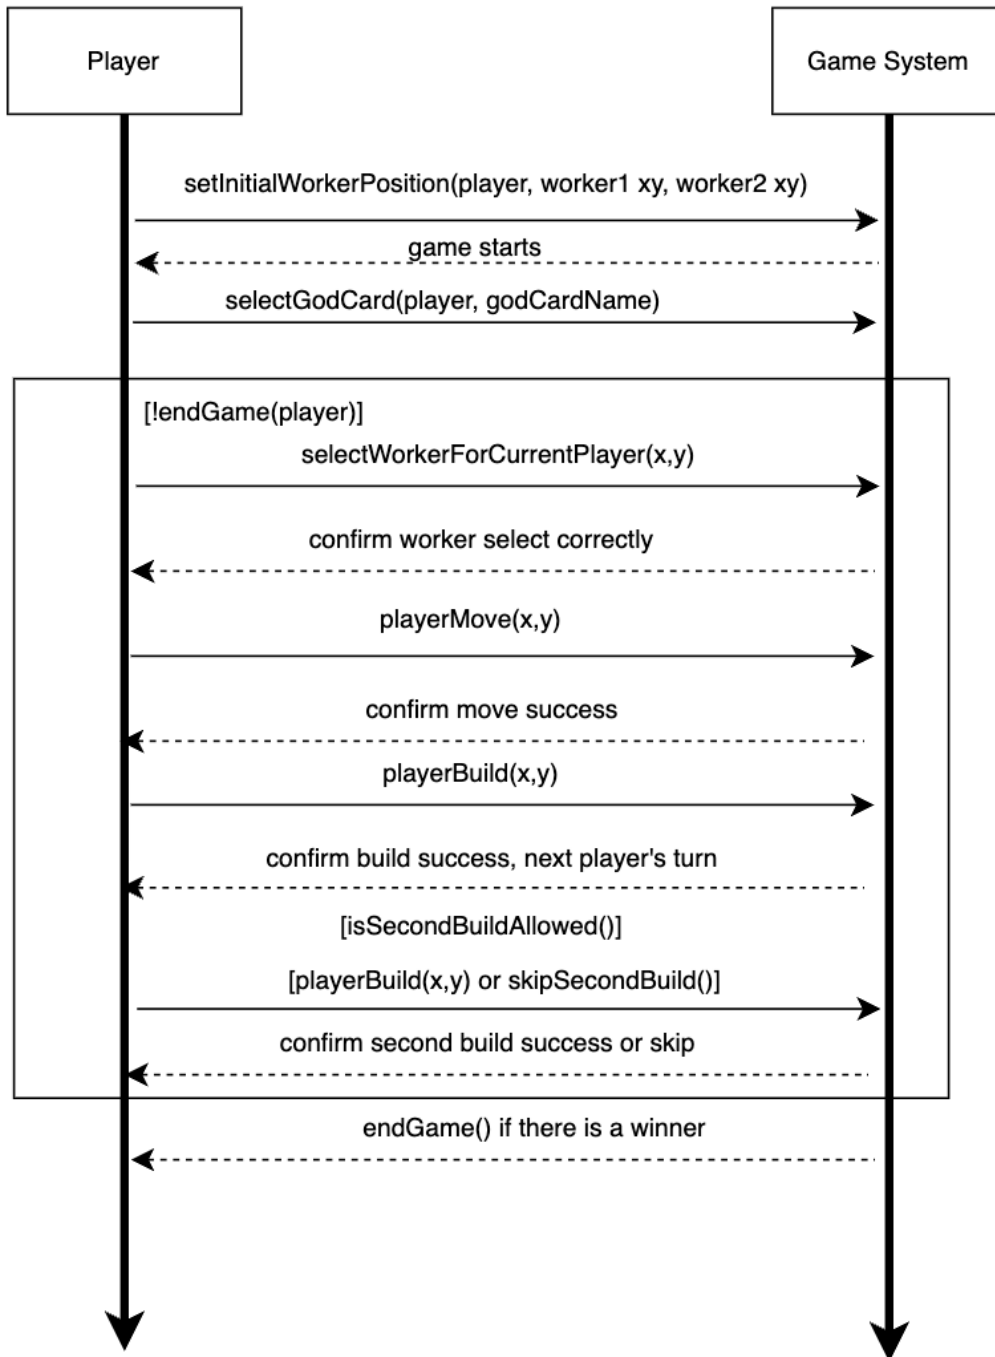 Player
Game System
setInitialWorkerPosition(player, worker1 xy, worker2 xy)
game starts
selectGodCard(player, godCardName)
[!endGame(player)]
selectWorkerForCurrentPlayer(x,y)
confirm worker select correctly
playerMove(x,y)
confirm move success
playerBuild(x,y)
confirm build success, next player's turn
[isSecondBuildAllowed()]
[playerBuild(x,y) or skipSecondBuild()]
confirm second build success or skip
endGame() if there is a winner